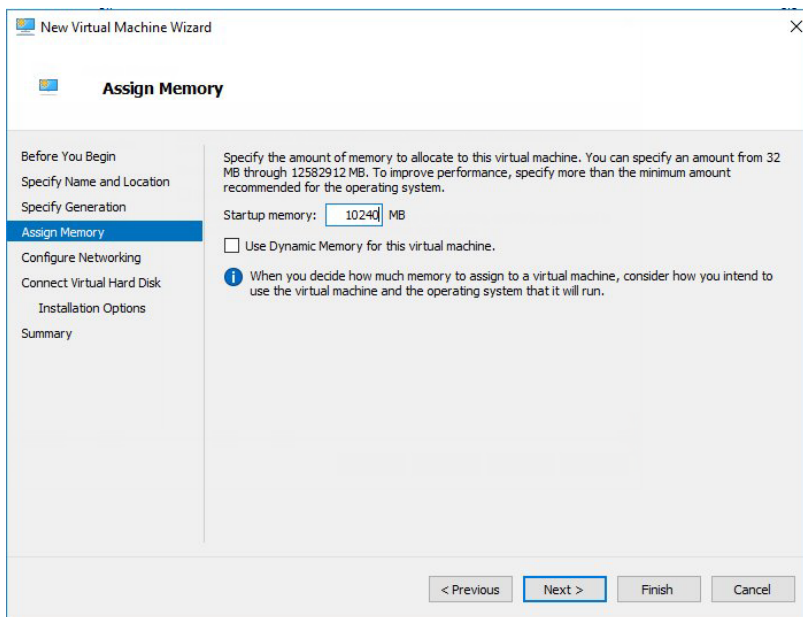 New Virtual Machine Wizard
Assign Memory
Before You Begin
Specify Name and Location
Specify Generation
Assign Memory
Configure Networking
Connect Virtual Hard Disk
Installation Options
Summary
Specify the amount of memory to allocate to this virtual machine. You can specify an amount from 32
MB through 12582912 MB. To improve performance, specify more than the minimum amount
recommended for the operating system.
Startup memory: 10240 MB
Use Dynamic Memory for this virtual machine.
When you decide how much memory to assign to a virtual machine, consider how you intend to
use the virtual machine and the operating system that it will run.
< Previous Next > Finish Cancel